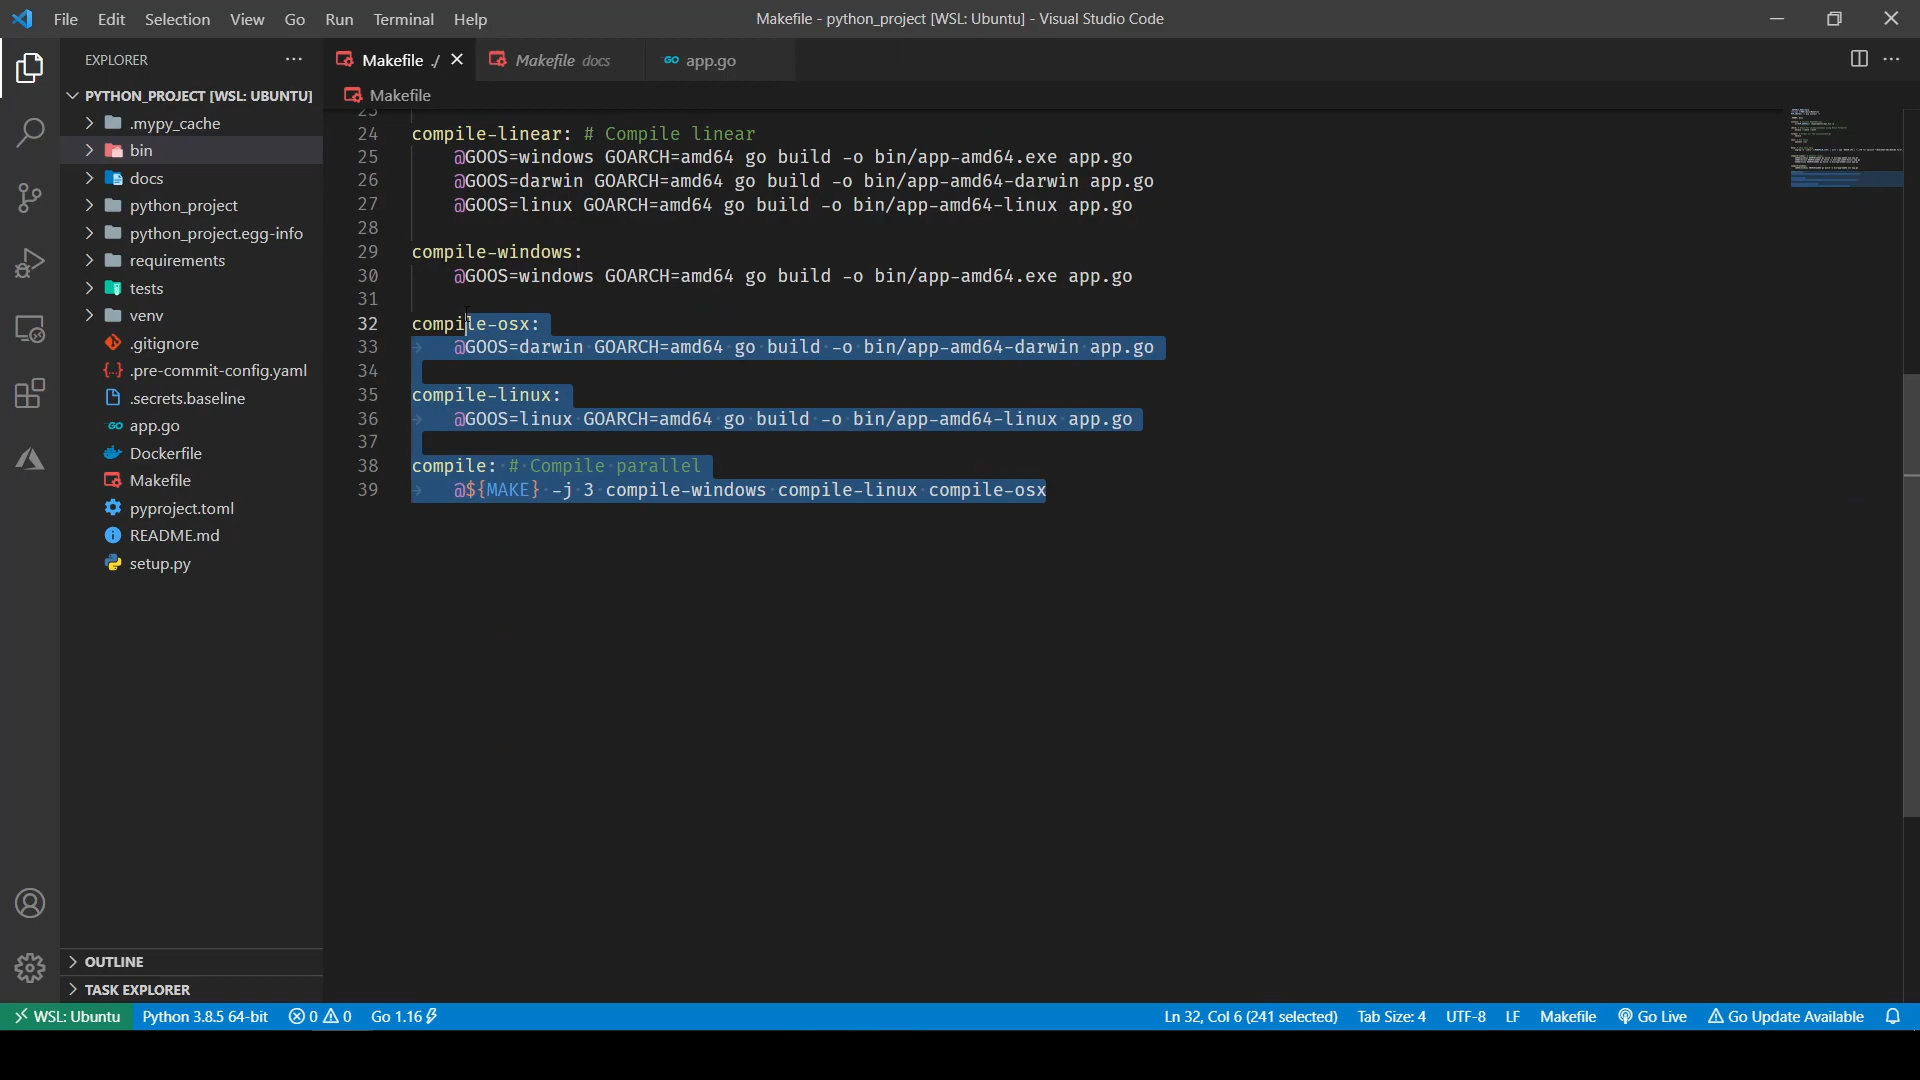 File Edit Selection View Go Run Terminal Help
Makefile - python_project [WSL: Ubuntu] - Visual Studio Code
EXPLORER
PYTHON_PROJECT [WSL: UBUNTU]
.mypy_cache
bin
docs
python_project
python_project.egg-info
requirements
tests
venv
.gitignore
.pre-commit-config.yaml
.secrets.baseline
app.go
Dockerfile
Makefile
pyproject.toml
README.md
setup.py
OUTLINE
TASK EXPLORER
Makefile ./ Makefile docs app.go
Makefile
23
24 compile-linear: # Compile linear
25 @GOOS=windows GOARCH=amd64 go build -o bin/app-amd64.exe app.go
26 @GOOS=darwin GOARCH=amd64 go build -o bin/app-amd64-darwin app.go
27 @GOOS=linux GOARCH=amd64 go build -o bin/app-amd64-linux app.go
28
29 compile-windows:
30 @GOOS=windows GOARCH=amd64 go build -o bin/app-amd64.exe app.go
31
32 compile-osx:
33 @GOOS=darwin GOARCH=amd64 go build -o bin/app-amd64-darwin app.go
34
35 compile-linux:
36 @GOOS=linux GOARCH=amd64 go build -o bin/app-amd64-linux app.go
37
38 compile: # Compile parallel
39 @${MAKE} -j 3 compile-windows compile-linux compile-osx
WSL: Ubuntu Python 3.8.5 64-bit 0 0 Go 1.16 Ln 32, Col 6 (241 selected) Tab Size: 4 UTF-8 LF Makefile Go Live Go Update Available